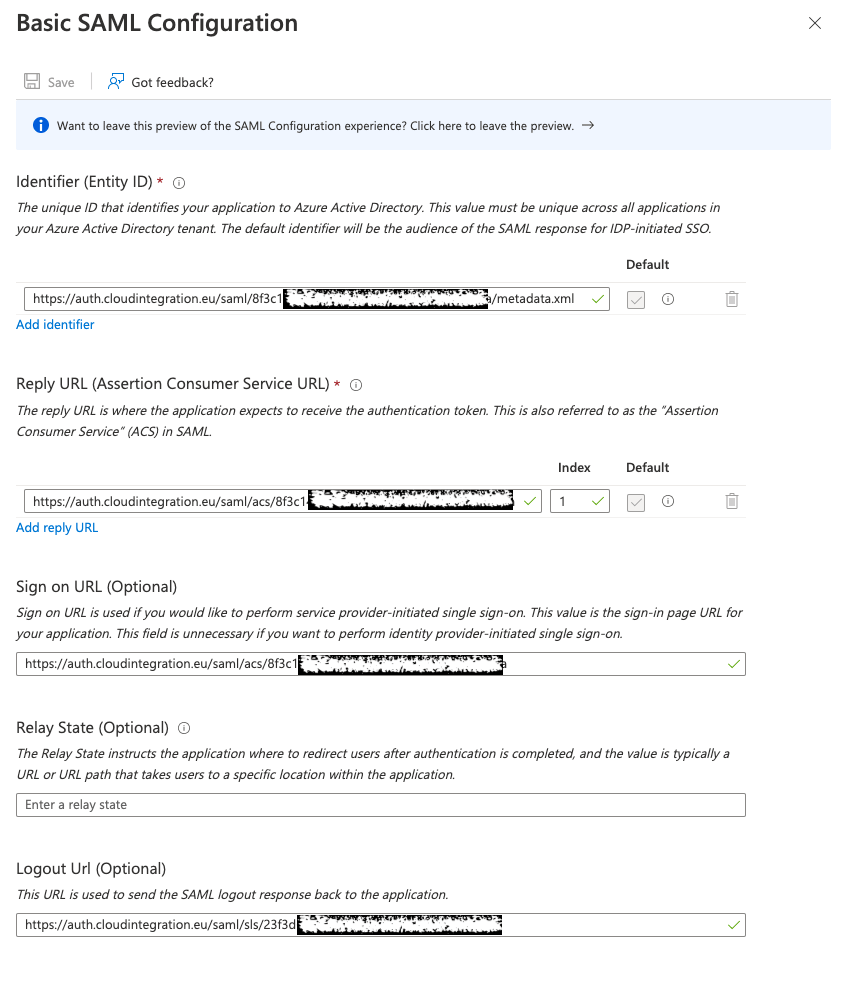 Basic SAML Configuration
Save
Got feedback?
Want to leave this preview of the SAML Configuration experience? Click here to leave the preview. →
Identifier (Entity ID) *
The unique ID that identifies your application to Azure Active Directory. This value must be unique across all applications in
your Azure Active Directory tenant. The default identifier will be the audience of the SAML response for IDP-initiated SSO.
Default
https://auth.cloudintegration.eu/saml/8f3c1 /metadata.xml
Add identifier
Reply URL (Assertion Consumer Service URL) *
The reply URL is where the application expects to receive the authentication token. This is also referred to as the "Assertion
Consumer Service" (ACS) in SAML.
Index Default
https://auth.cloudintegration.eu/saml/acs/8f3c1 1
Add reply URL
Sign on URL (Optional)
Sign on URL is used if you would like to perform service provider-initiated single sign-on. This value is the sign-in page URL for
your application. This field is unnecessary if you want to perform identity provider-initiated single sign-on.
https://auth.cloudintegration.eu/saml/acs/8f3c1
Relay State (Optional)
The Relay State instructs the application where to redirect users after authentication is completed, and the value is typically a
URL or URL path that takes users to a specific location within the application.
Enter a relay state
Logout Url (Optional)
This URL is used to send the SAML logout response back to the application.
https://auth.cloudintegration.eu/saml/sls/23f3d